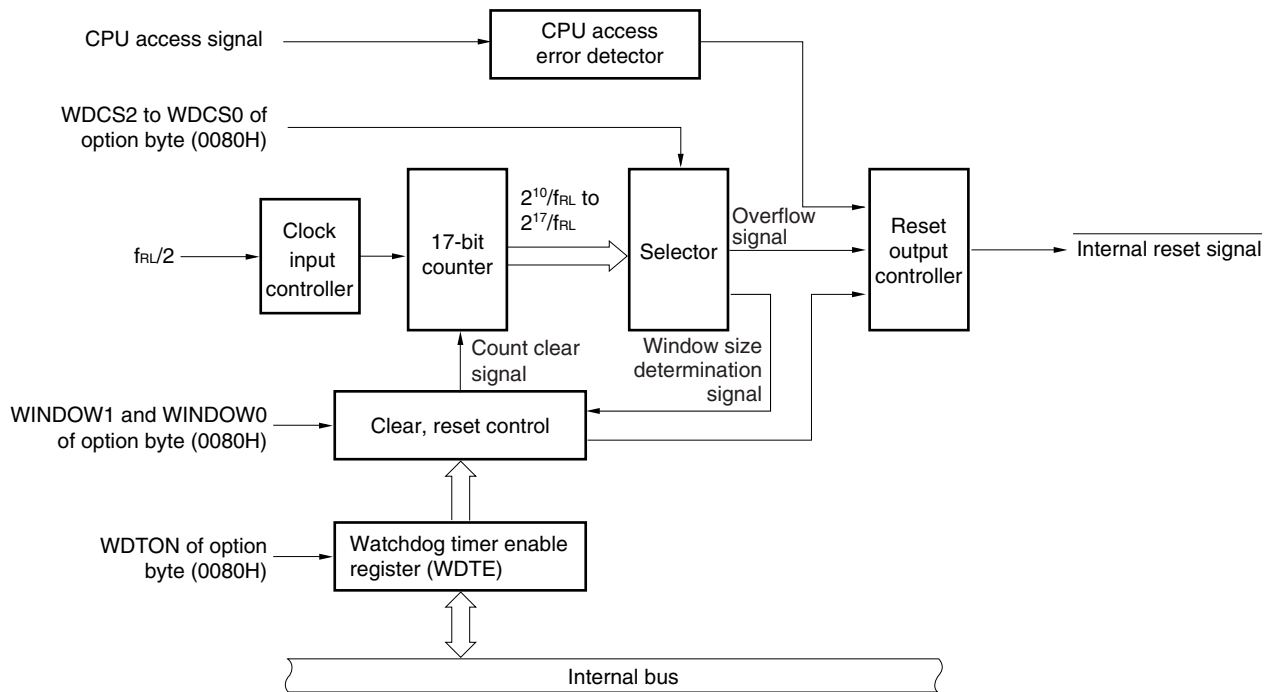 CPU access signal
CPU access
error detector
WDCS2 to WDCS0 of
option byte (0080H)
fRL/2
Clock
input
controller
17-bit
counter
2¹⁰/fRL to
2¹⁷/fRL
Selector
Overflow
signal
Reset
output
controller
Internal reset signal
Count clear
signal
Window size
determination
signal
WINDOW1 and WINDOW0
of option byte (0080H)
Clear, reset control
WDTON of option
byte (0080H)
Watchdog timer enable
register (WDTE)
Internal bus